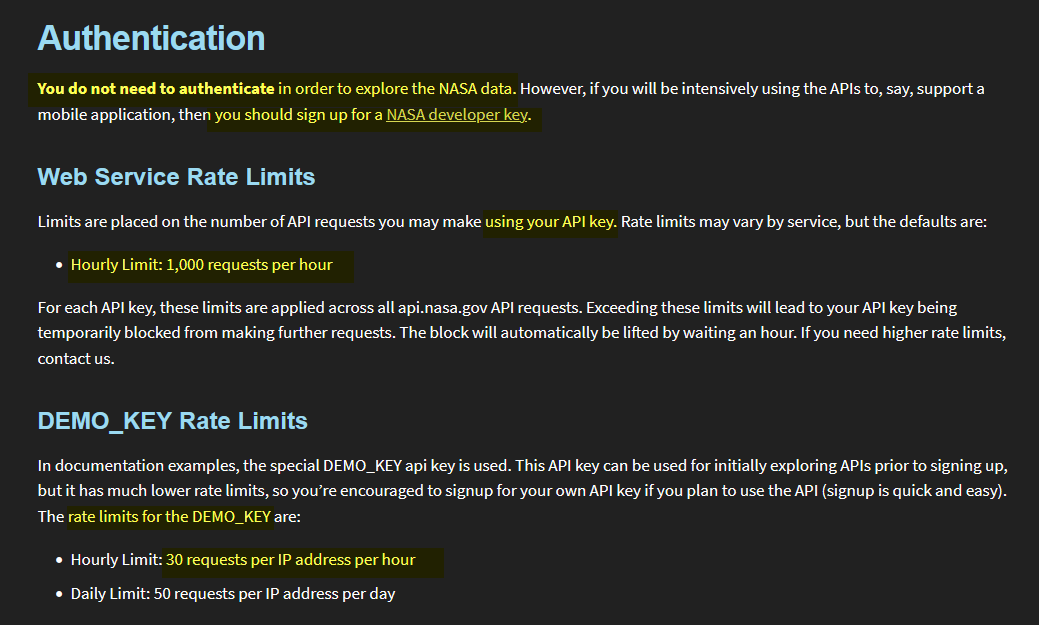 Authentication
You do not need to authenticate in order to explore the NASA data. However, if you will be intensively using the APIs to, say, support a
mobile application, then you should sign up for a NASA developer key.
Web Service Rate Limits
Limits are placed on the number of API requests you may make using your API key. Rate limits may vary by service, but the defaults are:
• Hourly Limit: 1,000 requests per hour
For each API key, these limits are applied across all api.nasa.gov API requests. Exceeding these limits will lead to your API key being
temporarily blocked from making further requests. The block will automatically be lifted by waiting an hour. If you need higher rate limits,
contact us.
DEMO_KEY Rate Limits
In documentation examples, the special DEMO_KEY api key is used. This API key can be used for initially exploring APIs prior to signing up,
but it has much lower rate limits, so you’re encouraged to signup for your own API key if you plan to use the API (signup is quick and easy).
The rate limits for the DEMO_KEY are:
• Hourly Limit: 30 requests per IP address per hour
• Daily Limit: 50 requests per IP address per day